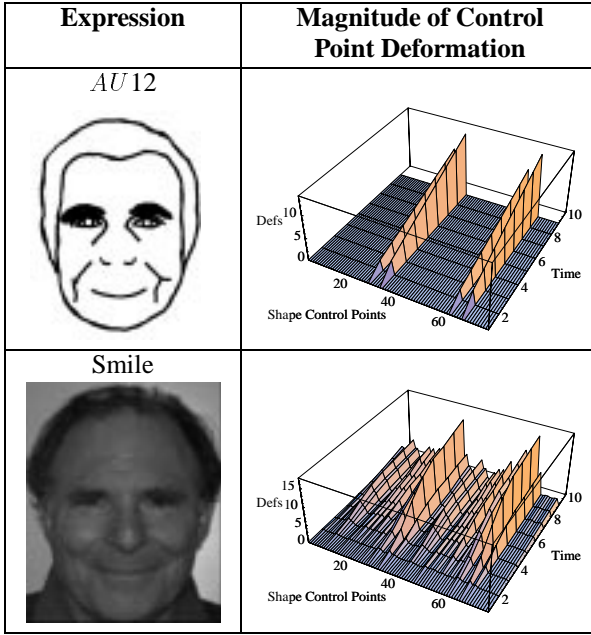 Expression
Magnitude of Control
Point Deformation
AU 12
10
5
0
Defs
20
40
60
Shape Control Points
2
4
6
8
10
Time
Smile
15
10
5
0
Defs
20
40
60
Shape Control Points
2
4
6
8
10
Time